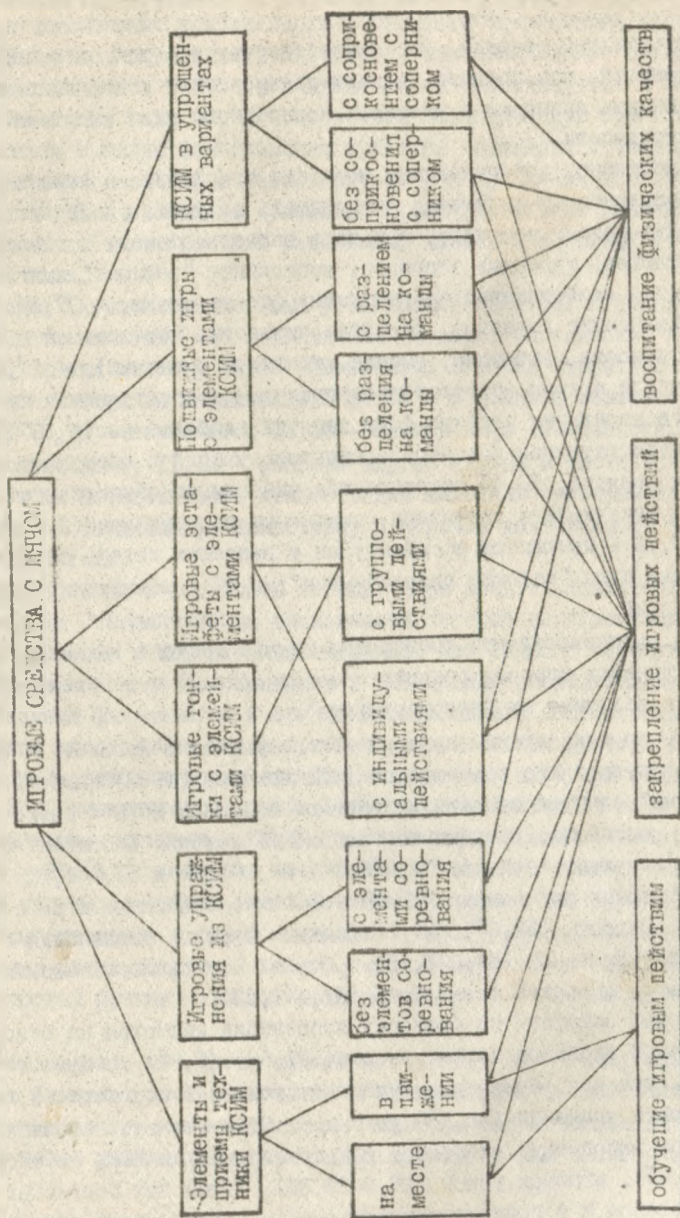 ИГРОВЫЕ СРЕДСТВА С МЯЧОМ
Элементы и
приемы тех-
ники КСИМ
Игровые упраж-
нения из КСИМ
Игровые гон-
ки с элемен-
тами КСИМ
Игровые эста-
феты с эле-
ментами КСИМ
Подвижные игры
с элементами
КСИМ
КСИМ в упрощен-
ных вариантах
на
месте
в
дви-
же-
нии
без
элемен-
тов со-
ревно-
вания
с эле-
мента-
ми со-
ревно-
вания
с индивиду-
альными
действиями
с группо-
выми дей-
ствиями
без раз-
деления
на ко-
манды
с раз-
делением
на ко-
манды
без со-
прикос-
новения
с сопер-
ником
с сопри-
косновe-
нием с
соперни-
ком
обучение игровым действиям
закрепление игровых действий
воспитание физических качеств